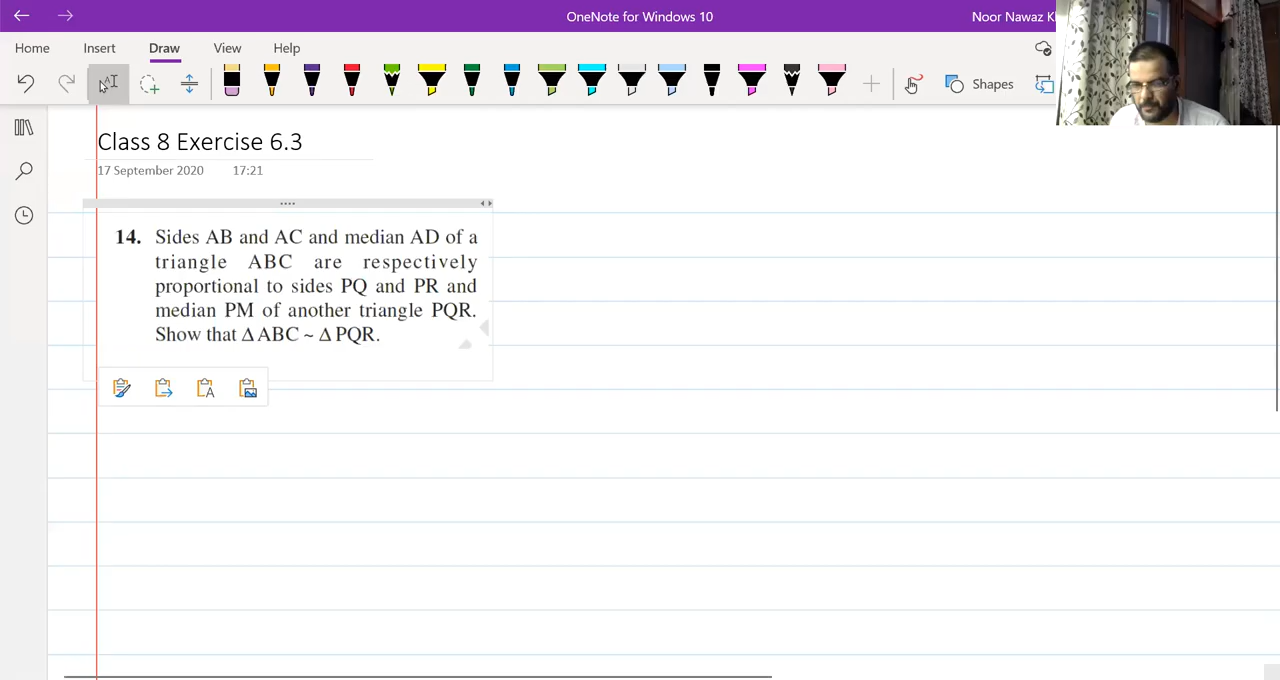 OneNote for Windows 10
Noor Nawaz Kh
Home Insert Draw View Help
Shapes
Class 8 Exercise 6.3
17 September 2020 17:21
14. Sides AB and AC and median AD of a
triangle ABC are respectively
proportional to sides PQ and PR and
median PM of another triangle PQR.
Show that Δ ABC ~ Δ PQR.